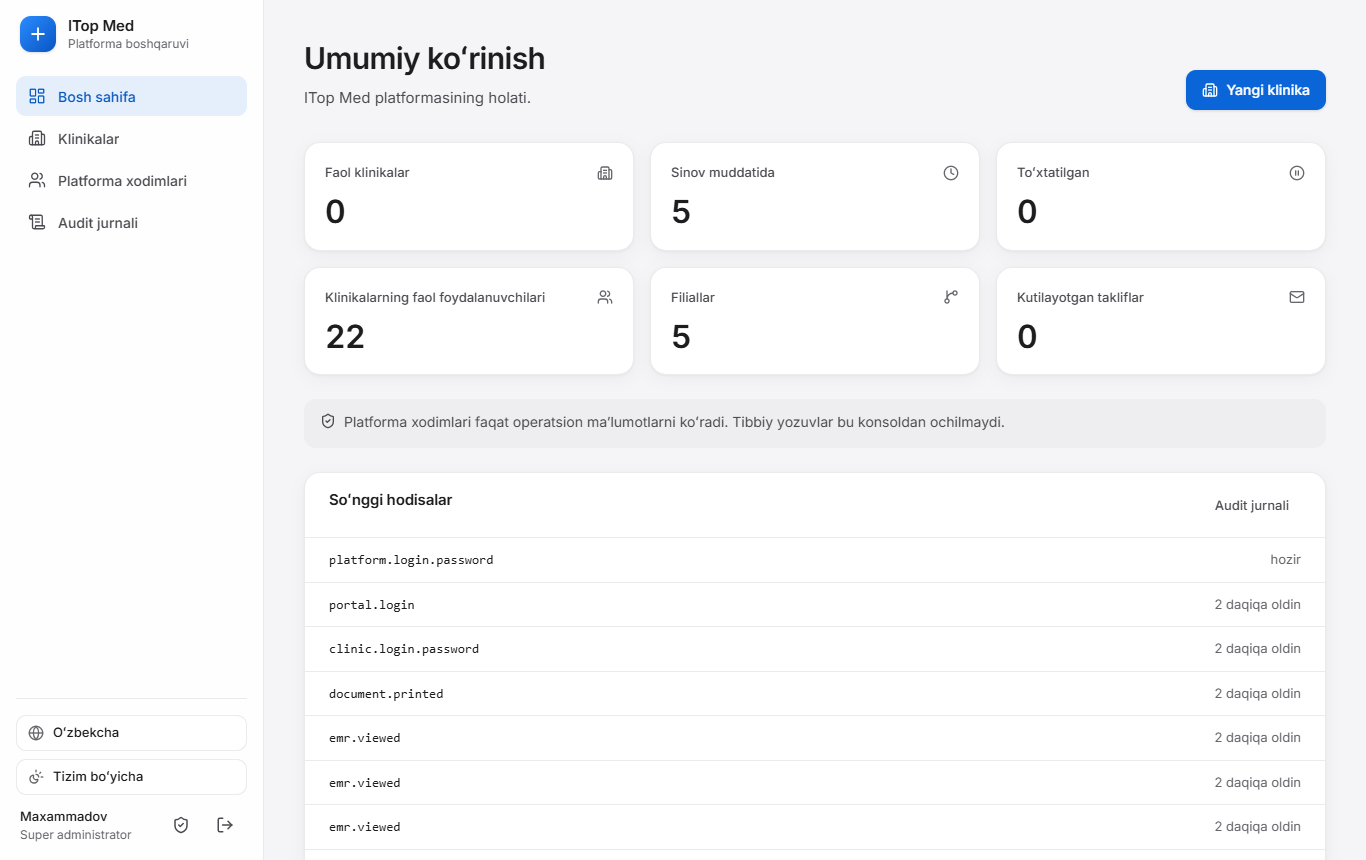 ITop Med
Platforma boshqaruvi
Bosh sahifa
Klinikalar
Platforma xodimlari
Audit jurnali
Oʻzbekcha
Tizim boʻyicha
Maxammadov
Super administrator
Umumiy koʻrinish
ITop Med platformasining holati.
Yangi klinika
Faol klinikalar
0
Sinov muddatida
5
Toʻxtatilgan
0
Klinikalarning faol foydalanuvchilari
22
Filiallar
5
Kutilayotgan takliflar
0
Platforma xodimlari faqat operatsion maʼlumotlarni koʻradi. Tibbiy yozuvlar bu konsoldan ochilmaydi.
Soʻnggi hodisalar
Audit jurnali
platform.login.password hozir
portal.login 2 daqiqa oldin
clinic.login.password 2 daqiqa oldin
document.printed 2 daqiqa oldin
emr.viewed 2 daqiqa oldin
emr.viewed 2 daqiqa oldin
emr.viewed 2 daqiqa oldin